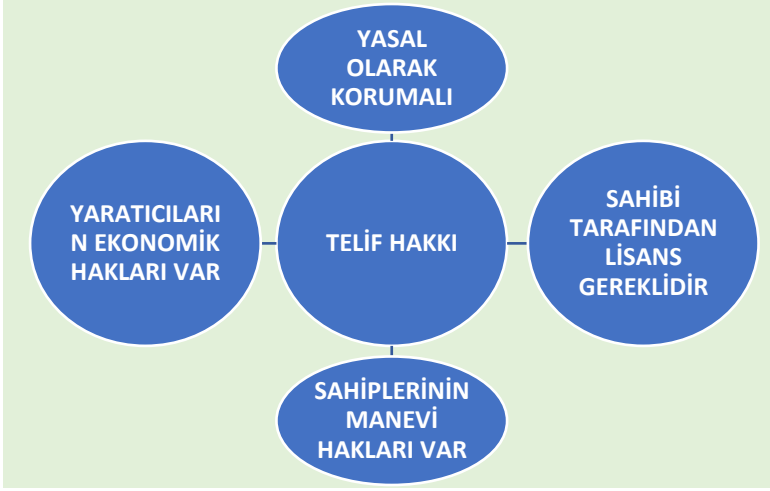 YASAL
OLARAK
KORUMALI
YARATICILARI
N EKONOMİK
HAKLARI VAR
TELİF HAKKI
SAHİBİ
TARAFINDAN
LİSANS
GEREKLİDİR
SAHİPLERİNİN
MANEVİ
HAKLARI VAR